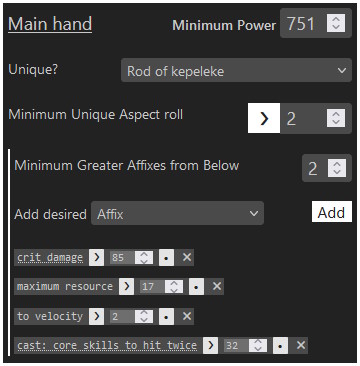 Main hand Minimum Power 751
Unique? Rod of kepeleke
Minimum Unique Aspect roll ❯ 2
Minimum Greater Affixes from Below 2
Add desired Affix Add
crit damage ❯ 85 • ✕
maximum resource ❯ 17 • ✕
to velocity ❯ 2 • ✕
cast: core skills to hit twice ❯ 32 • ✕